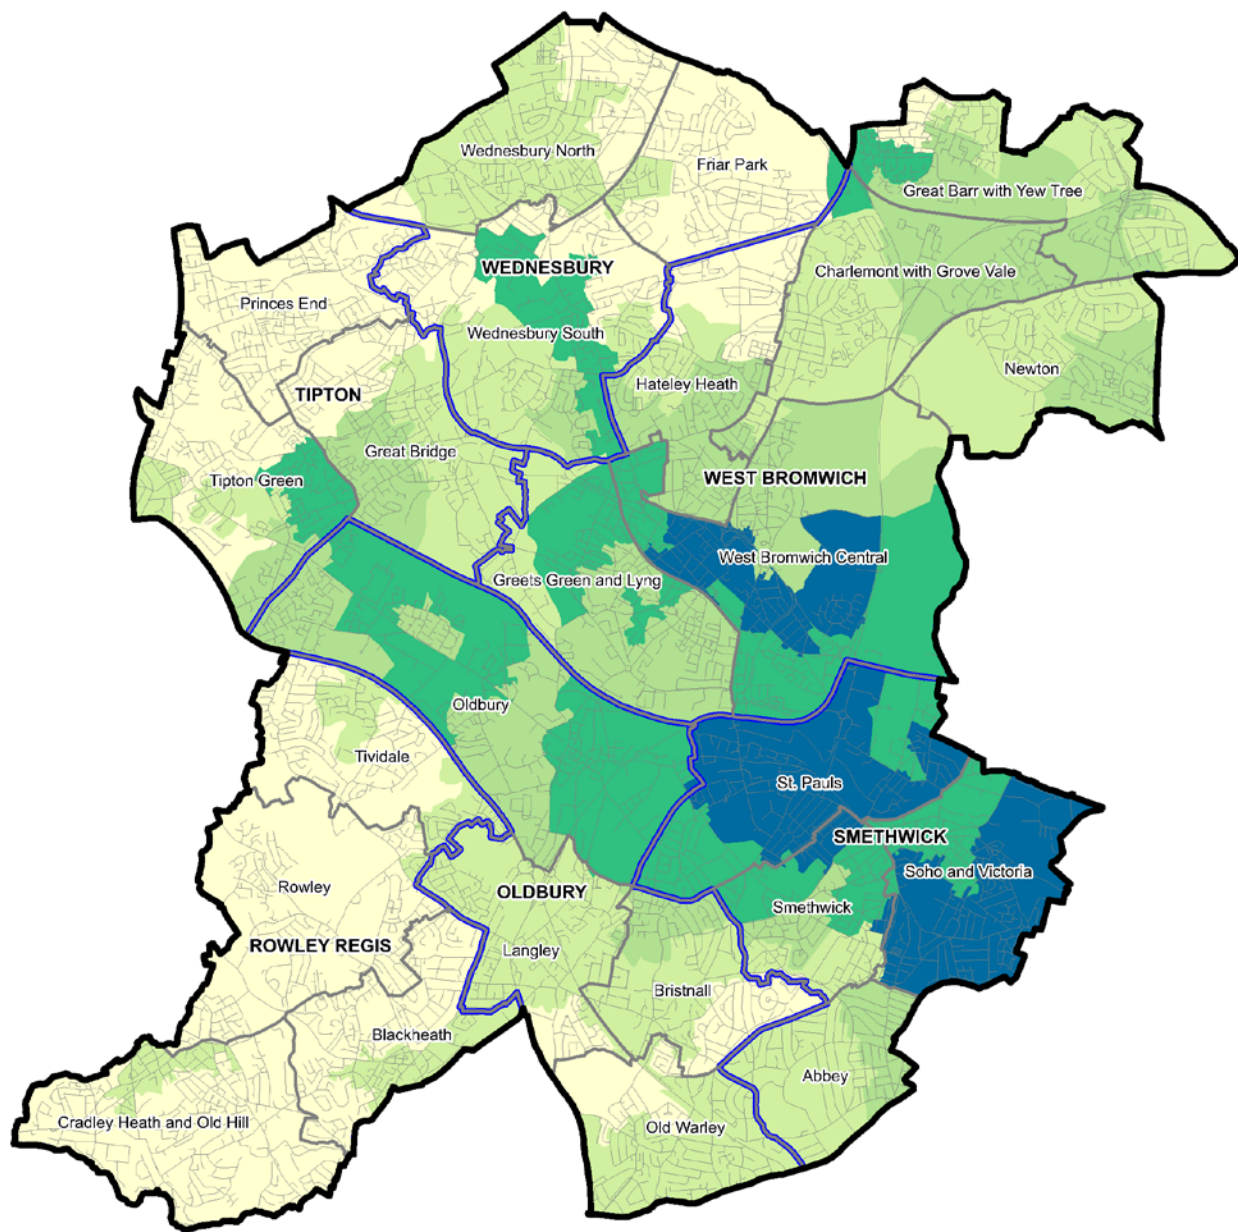 Wednesbury North
Friar Park
Great Barr with Yew Tree
WEDNESBURY
Charlemont with Grove Vale
Princes End
Wednesbury South
Newton
Hateley Heath
TIPTON
Great Bridge
Tipton Green
WEST BROMWICH
West Bromwich Central
Greets Green and Lyng
Oldbury
Tividale
St. Pauls
SMETHWICK
Soho and Victoria
Rowley
OLDBURY
Smethwick
ROWLEY REGIS
Langley
Bristnall
Blackheath
Abbey
Cradley Heath and Old Hill
Old Warley